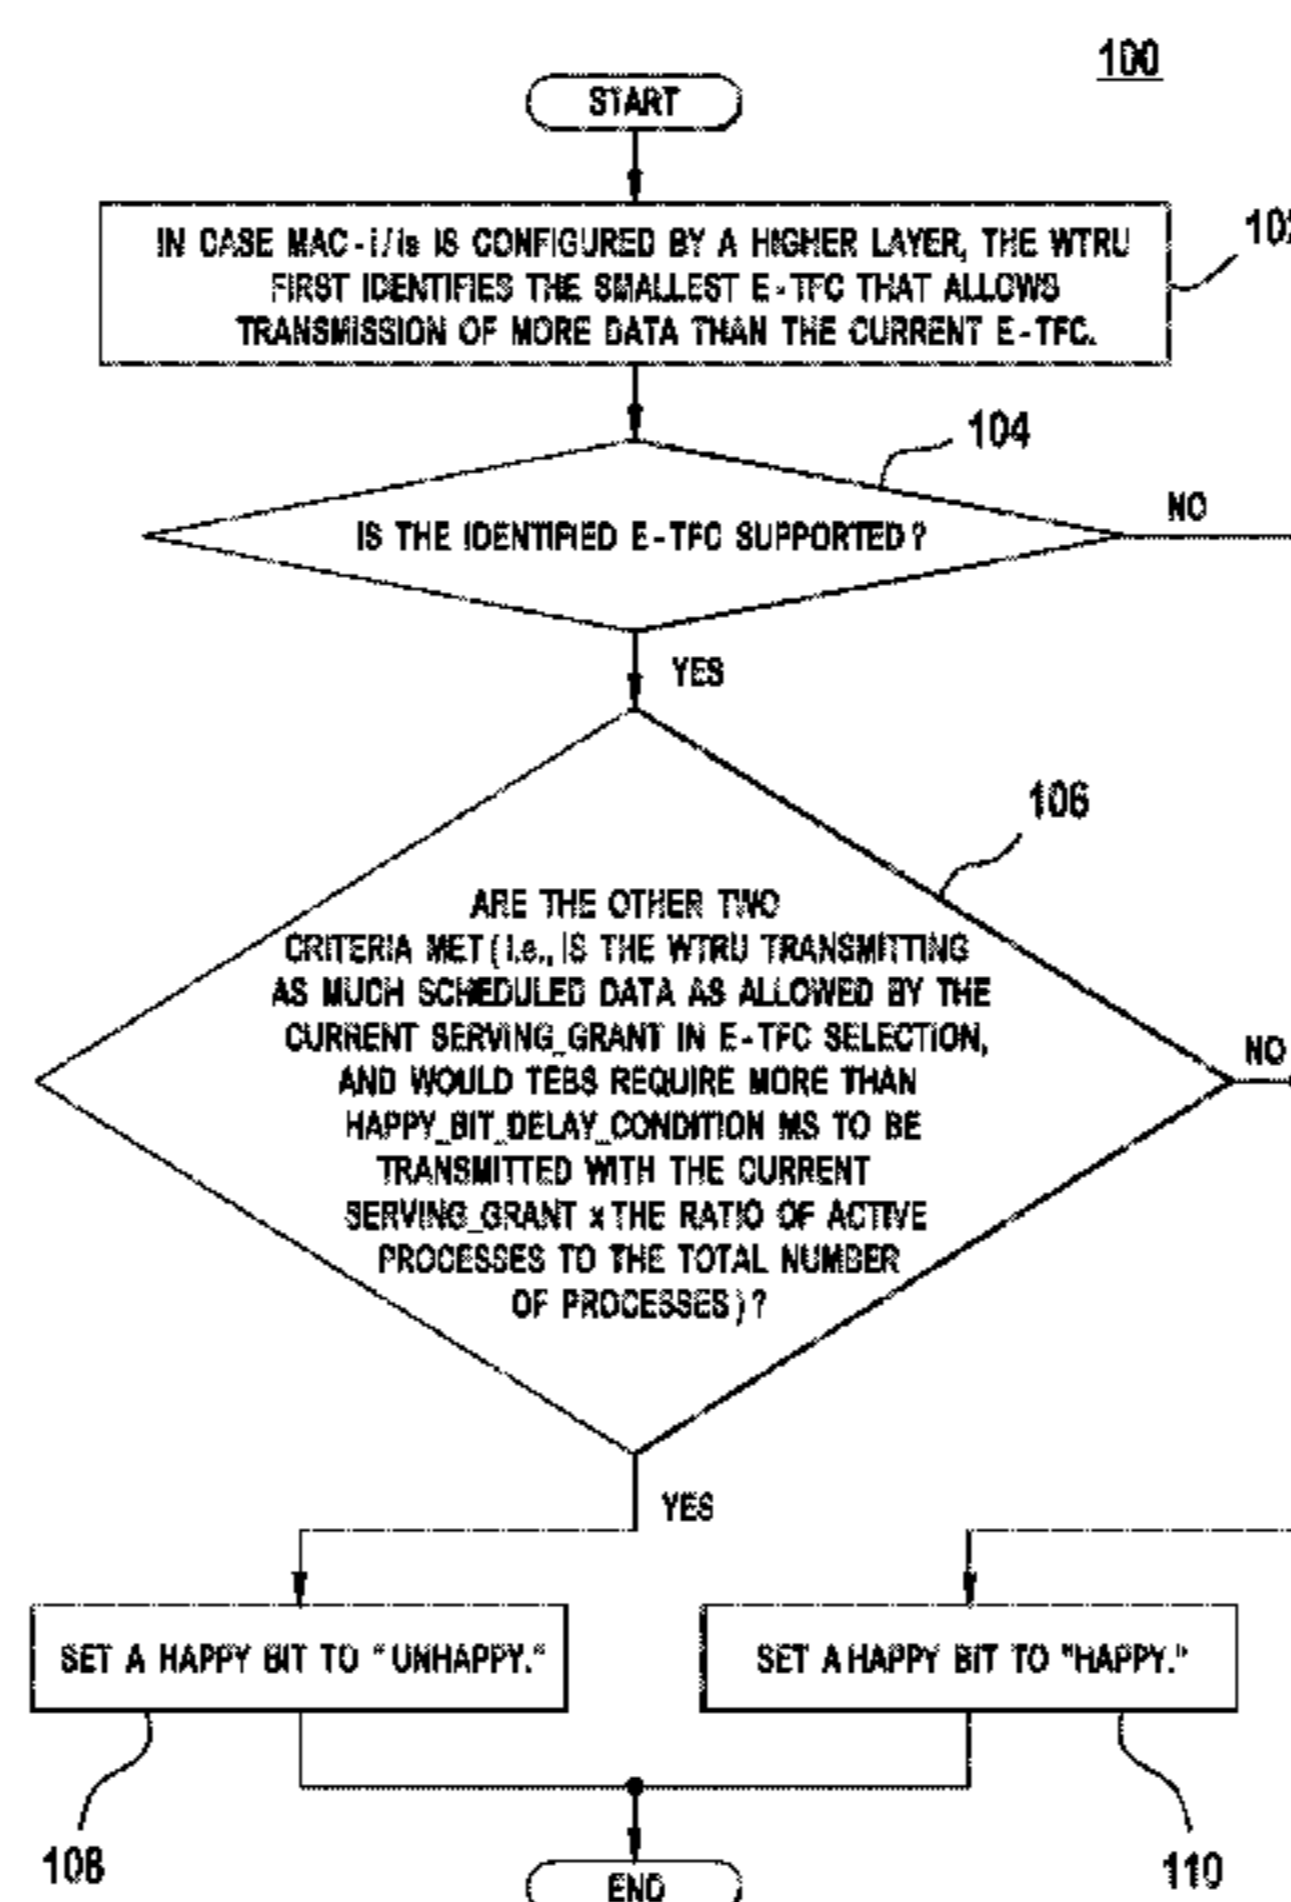 100
START
IN CASE MAC-i/is IS CONFIGURED BY A HIGHER LAYER, THE WTRU
FIRST IDENTIFIES THE SMALLEST E-TFC THAT ALLOWS
TRANSMISSION OF MORE DATA THAN THE CURRENT E-TFC.
104
IS THE IDENTIFIED E-TFC SUPPORTED?
NO
YES
106
ARE THE OTHER TWO
CRITERIA MET (i.e., IS THE WTRU TRANSMITTING
AS MUCH SCHEDULED DATA AS ALLOWED BY THE
CURRENT SERVING_GRANT IN E-TFC SELECTION,
AND WOULD TEBS REQUIRE MORE THAN
HAPPY_BIT_DELAY_CONDITION MS TO BE
TRANSMITTED WITH THE CURRENT
SERVING_GRANT x THE RATIO OF ACTIVE
PROCESSES TO THE TOTAL NUMBER
OF PROCESSES)?
NO
YES
SET A HAPPY BIT TO "UNHAPPY."
SET A HAPPY BIT TO "HAPPY."
108
110
END